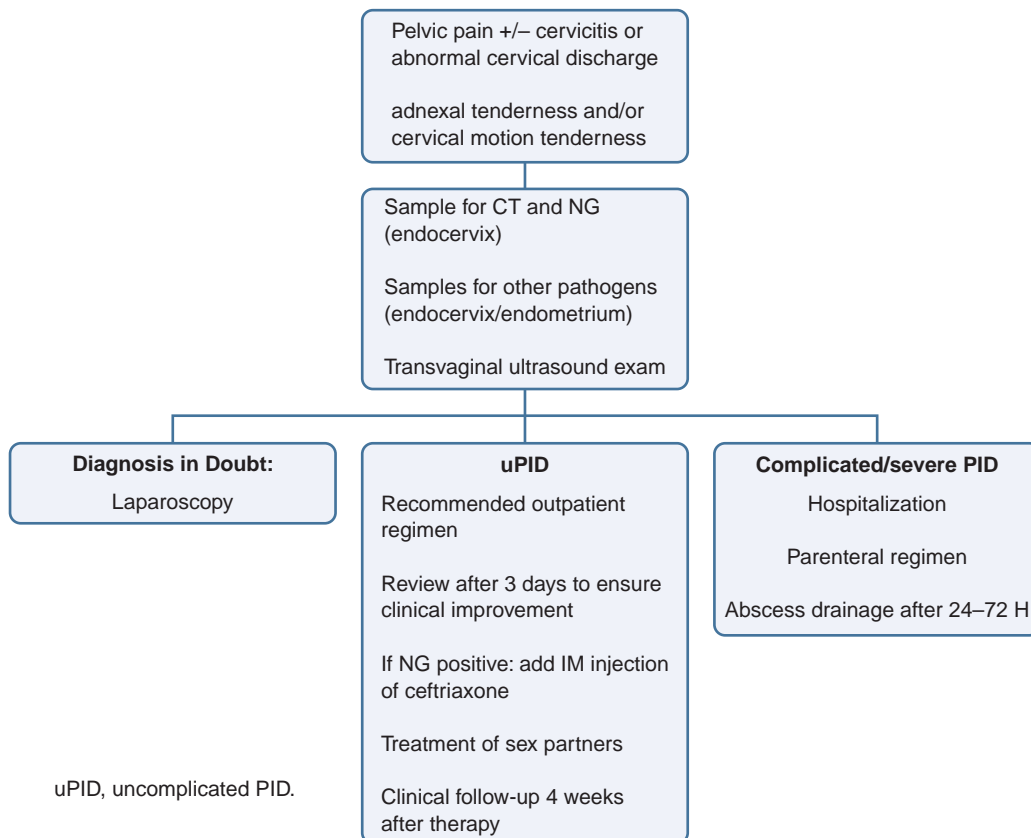 Pelvic pain +/– cervicitis or
abnormal cervical discharge
adnexal tenderness and/or
cervical motion tenderness
Sample for CT and NG
(endocervix)
Samples for other pathogens
(endocervix/endometrium)
Transvaginal ultrasound exam
Diagnosis in Doubt:
Laparoscopy
uPID
Recommended outpatient
regimen
Review after 3 days to ensure
clinical improvement
If NG positive: add IM injection
of ceftriaxone
Treatment of sex partners
Clinical follow-up 4 weeks
after therapy
Complicated/severe PID
Hospitalization
Parenteral regimen
Abscess drainage after 24–72 H
uPID, uncomplicated PID.